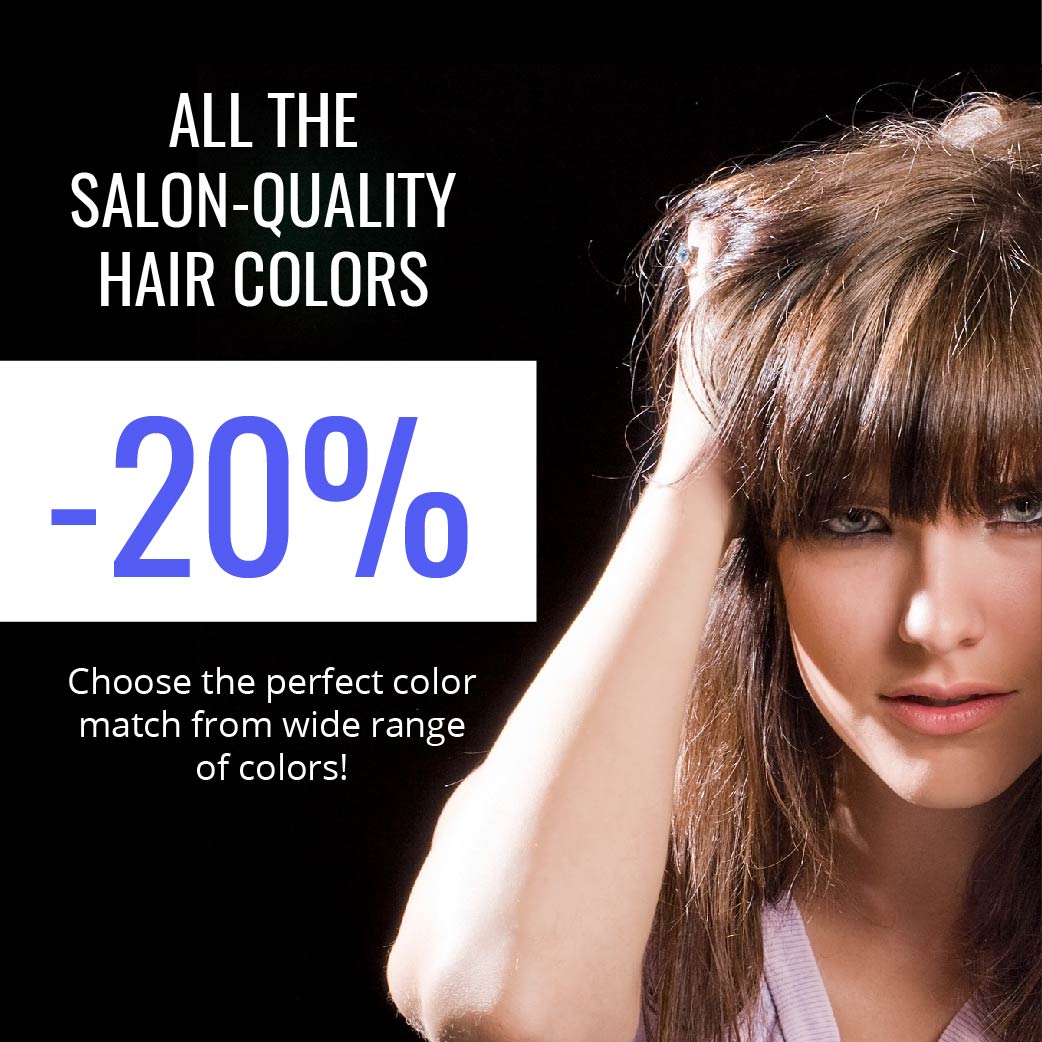 ALL THE
SALON-QUALITY
HAIR COLORS
-20%
Choose the perfect color
match from wide range
of colors!